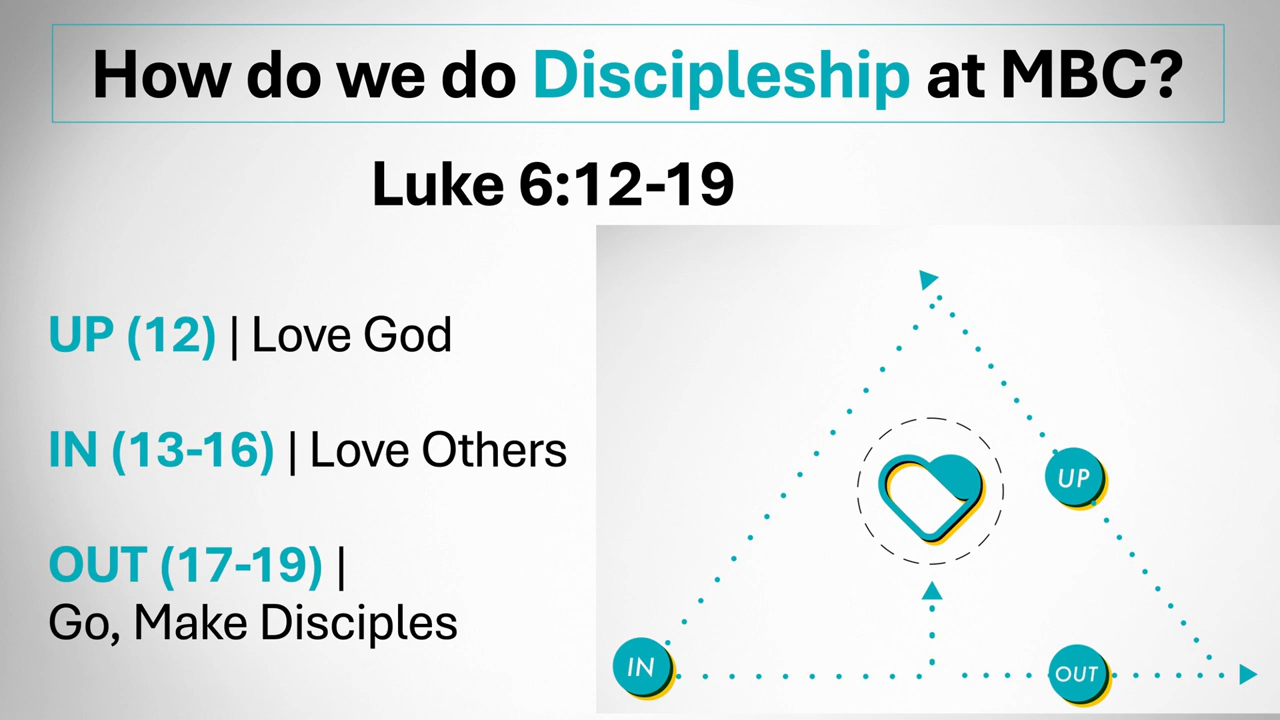 How do we do Discipleship at MBC?
Luke 6:12-19
UP (12) | Love God
IN (13-16) | Love Others
OUT (17-19) |
Go, Make Disciples
UP
IN
OUT